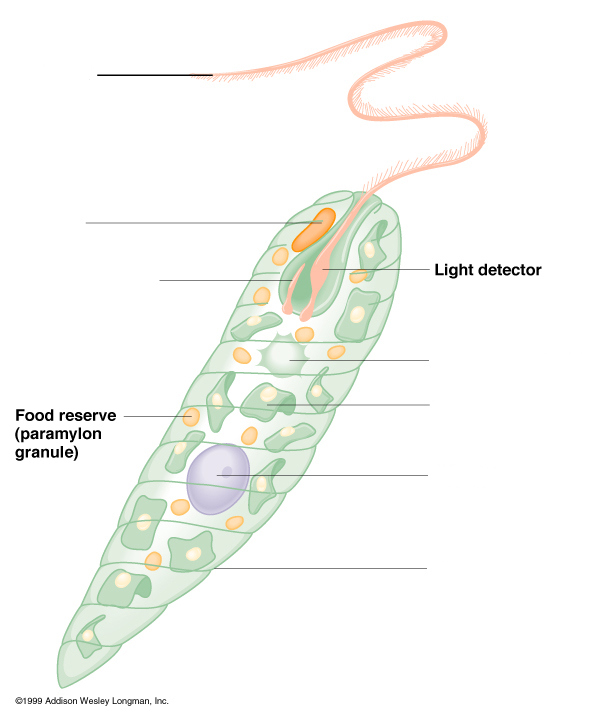 Light detector
Food reserve
(paramylon
granule)
©1999 Addison Wesley Longman, Inc.